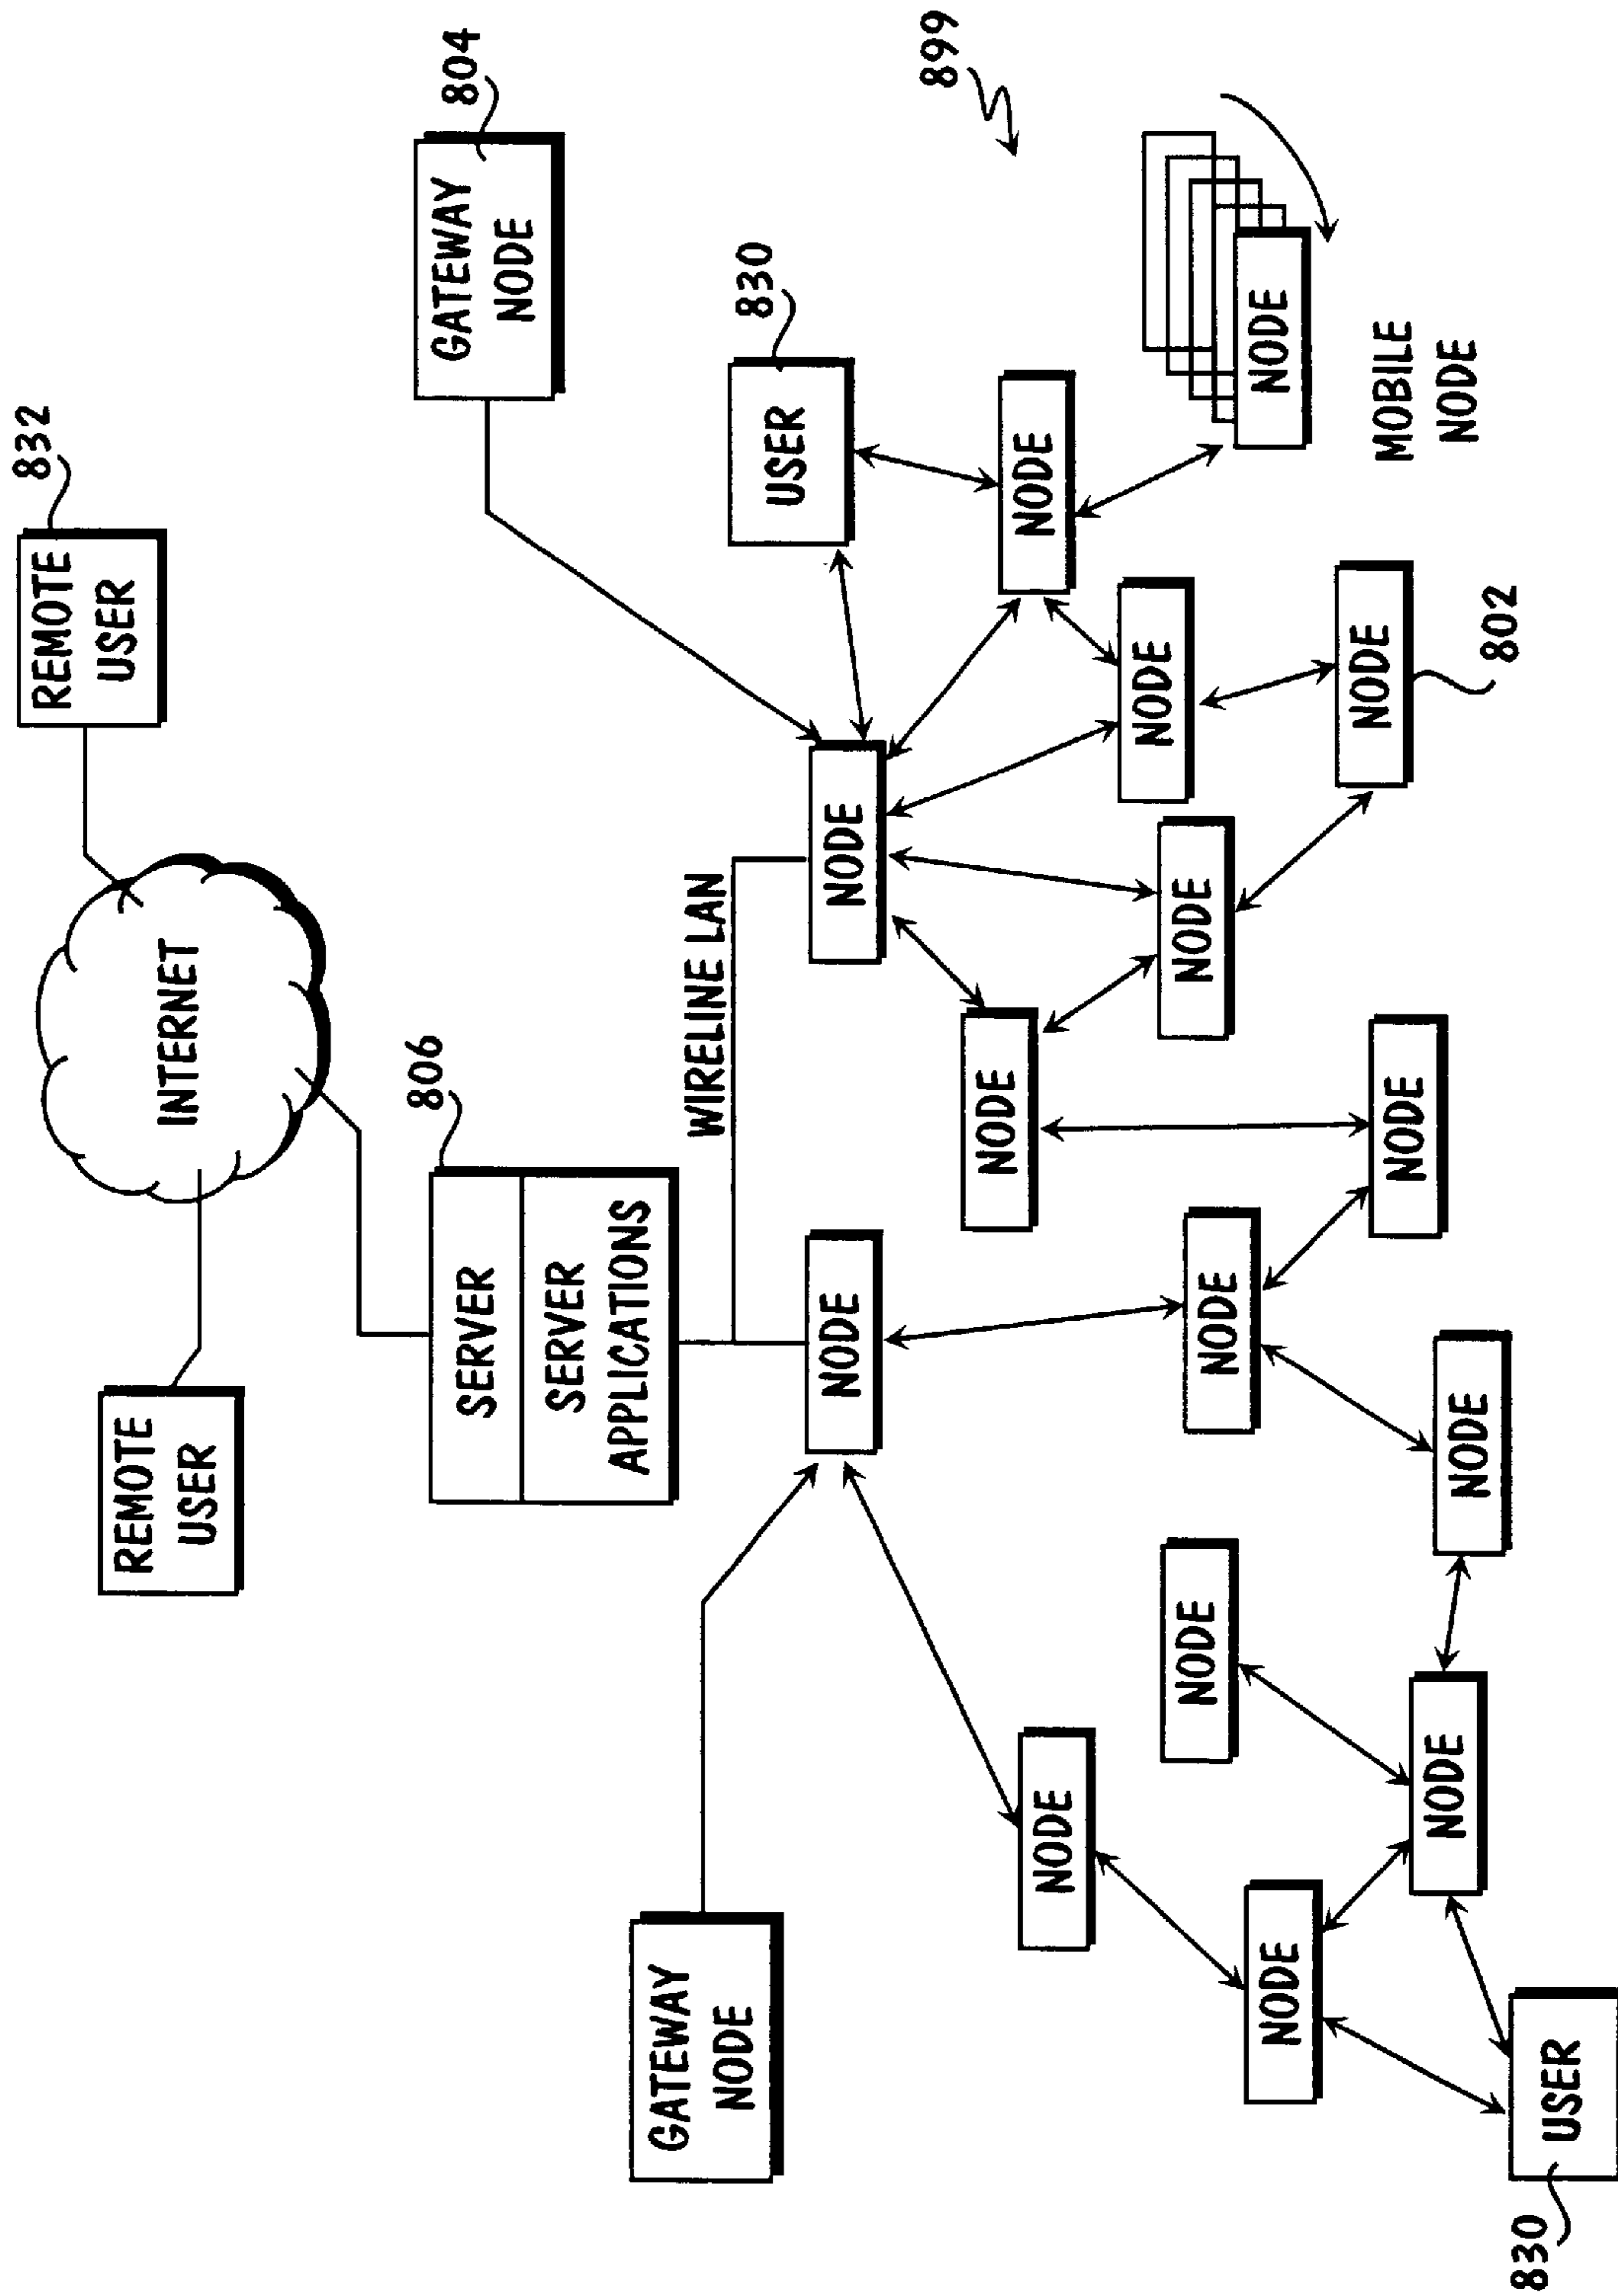 832
REMOTE
USER
REMOTE
USER
INTERNET
806
SERVER
SERVER
APPLICATIONS
804
GATEWAY
NODE
GATEWAY
NODE
WIRELINE LAN
830
USER
NODE
NODE
899
NODE
NODE
NODE
NODE
NODE
NODE
NODE
NODE
NODE
NODE
MOBILE
NODE
NODE
NODE
NODE
802
830
USER